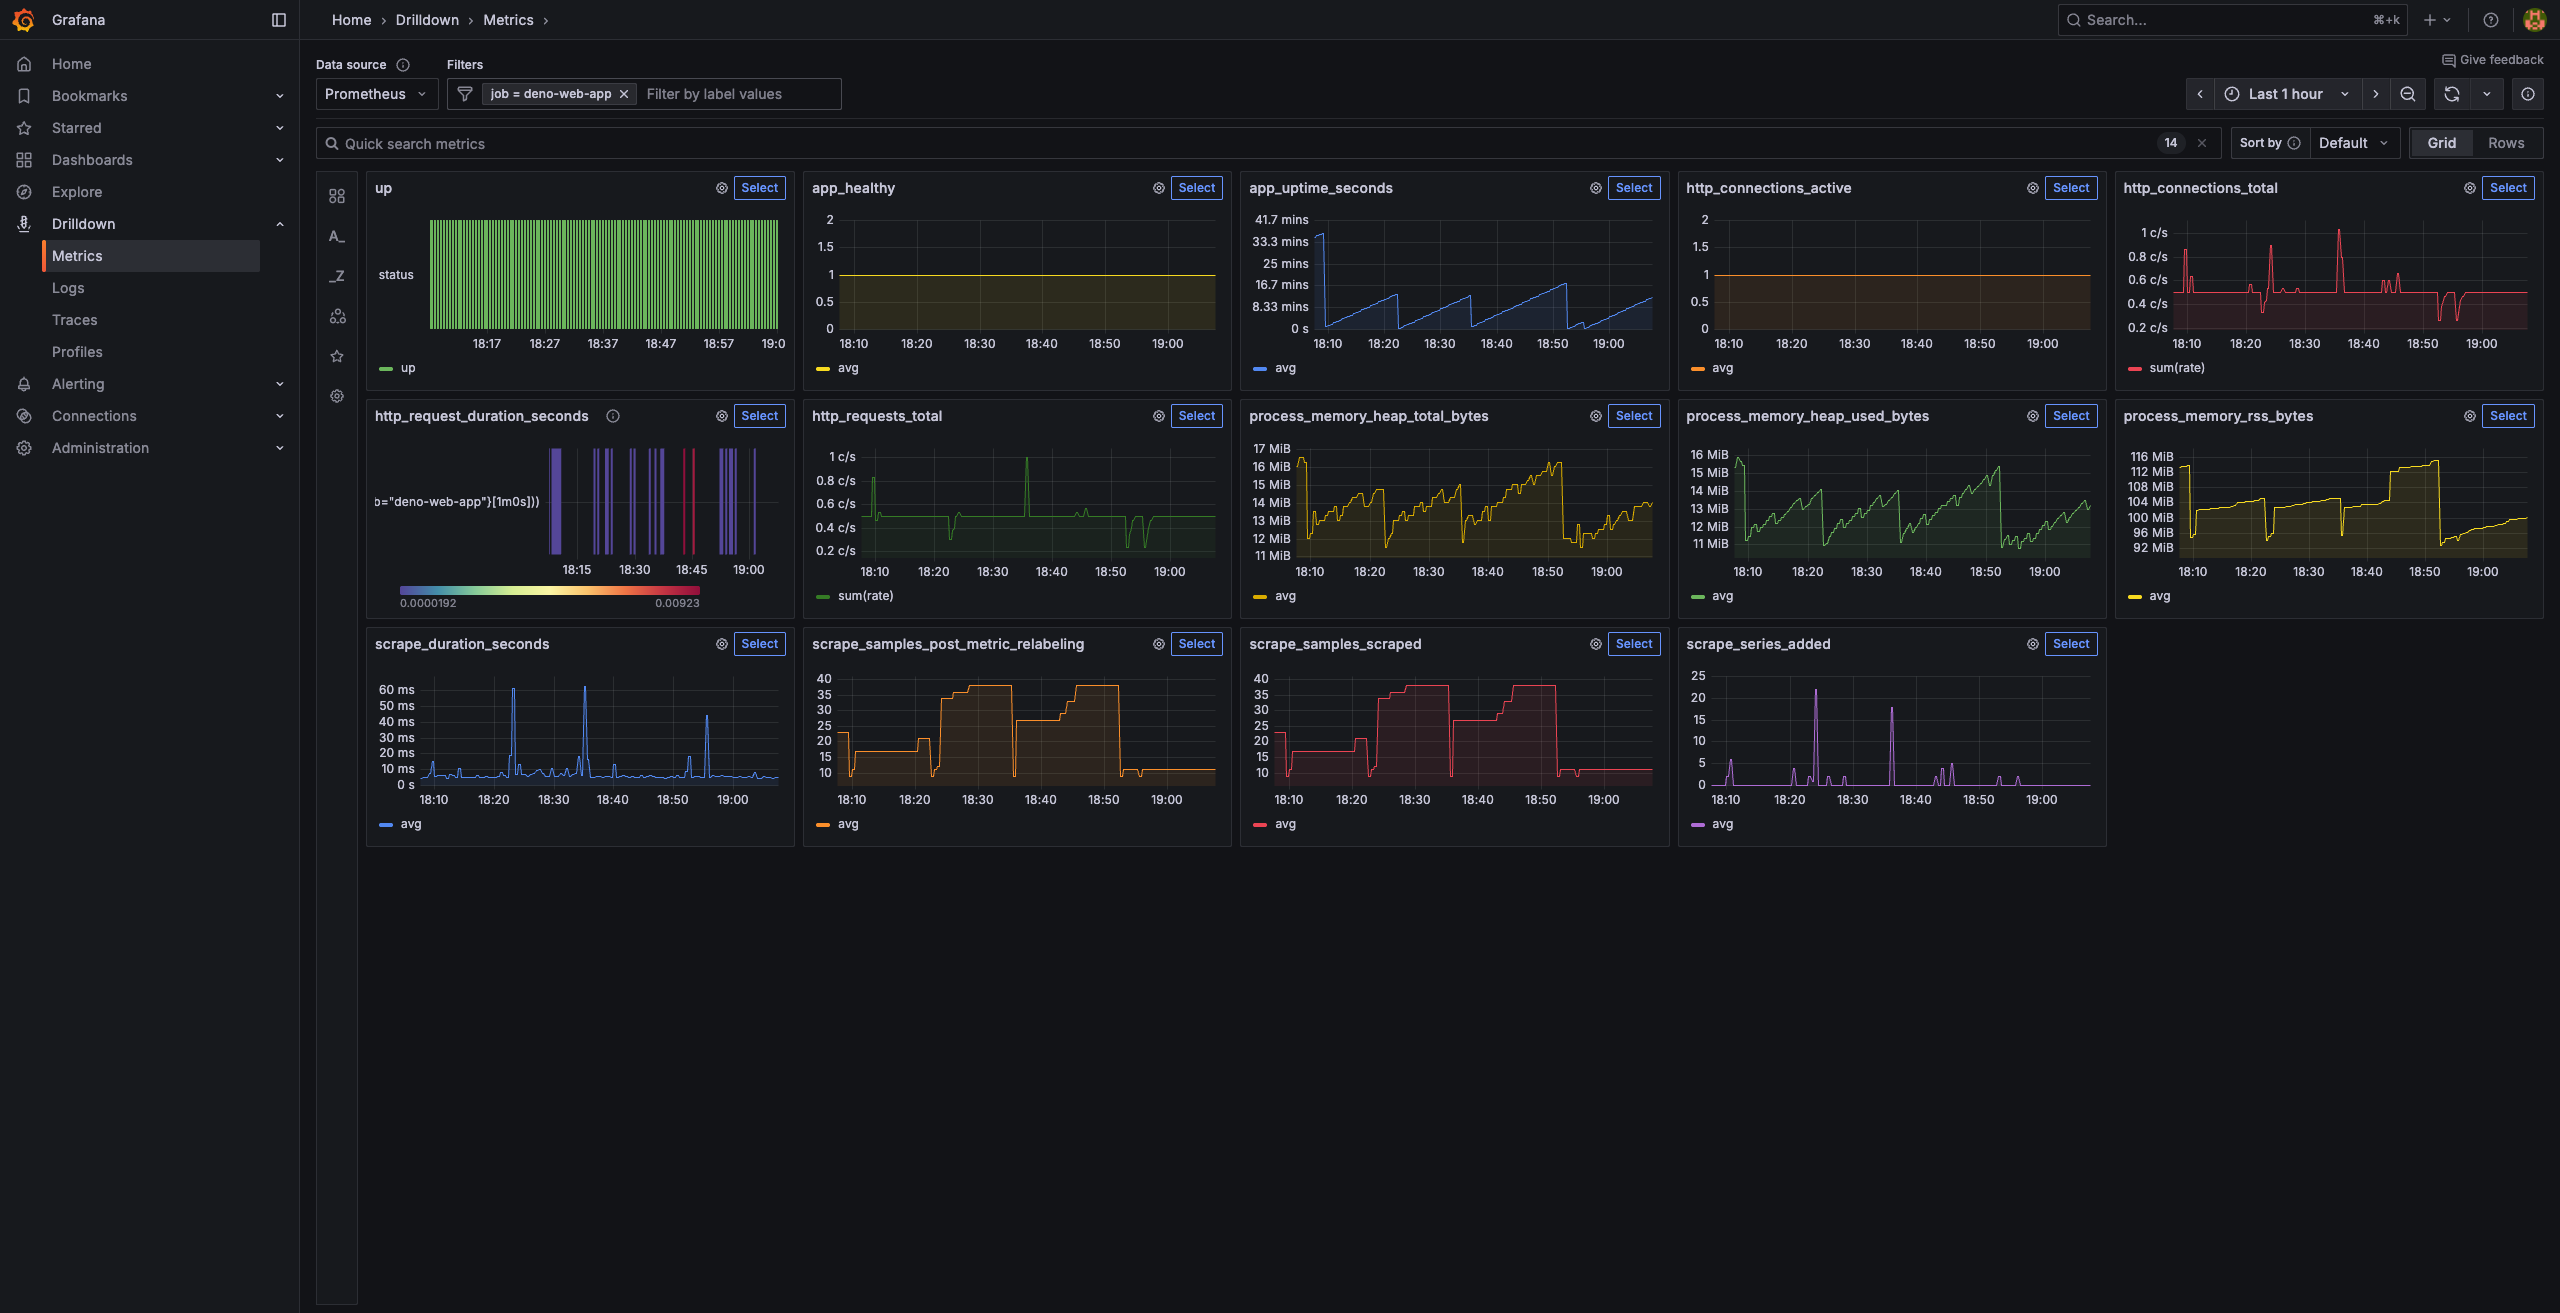 Grafana
Home › Drilldown › Metrics ›
Search...
⌘+k
Home
Bookmarks
Starred
Dashboards
Explore
Drilldown
Metrics
Logs
Traces
Profiles
Alerting
Connections
Administration
Data source
Filters
Give feedback
Prometheus
job = deno-web-app
Filter by label values
Last 1 hour
Quick search metrics
14
Sort by
Default
Grid
Rows
up
Select
status
18:17 18:27 18:37 18:47 18:57 19:0
up
app_healthy
Select
2
1.5
1
0.5
0
18:10 18:20 18:30 18:40 18:50 19:00
avg
app_uptime_seconds
Select
41.7 mins
33.3 mins
25 mins
16.7 mins
8.33 mins
0 s
18:10 18:20 18:30 18:40 18:50 19:00
avg
http_connections_active
Select
2
1.5
1
0.5
0
18:10 18:20 18:30 18:40 18:50 19:00
avg
http_connections_total
Select
1 c/s
0.8 c/s
0.6 c/s
0.4 c/s
0.2 c/s
18:10 18:20 18:30 18:40 18:50 19:00
sum(rate)
http_request_duration_seconds
Select
b="deno-web-app"}[1m0s]))
18:15 18:30 18:45 19:00
0.0000192 0.00923
http_requests_total
Select
1 c/s
0.8 c/s
0.6 c/s
0.4 c/s
0.2 c/s
18:10 18:20 18:30 18:40 18:50 19:00
sum(rate)
process_memory_heap_total_bytes
Select
17 MiB
16 MiB
15 MiB
14 MiB
13 MiB
12 MiB
11 MiB
18:10 18:20 18:30 18:40 18:50 19:00
avg
process_memory_heap_used_bytes
Select
16 MiB
15 MiB
14 MiB
13 MiB
12 MiB
11 MiB
18:10 18:20 18:30 18:40 18:50 19:00
avg
process_memory_rss_bytes
Select
116 MiB
112 MiB
108 MiB
104 MiB
100 MiB
96 MiB
92 MiB
18:10 18:20 18:30 18:40 18:50 19:00
avg
scrape_duration_seconds
Select
60 ms
50 ms
40 ms
30 ms
20 ms
10 ms
0 s
18:10 18:20 18:30 18:40 18:50 19:00
avg
scrape_samples_post_metric_relabeling
Select
40
35
30
25
20
15
10
18:10 18:20 18:30 18:40 18:50 19:00
avg
scrape_samples_scraped
Select
40
35
30
25
20
15
10
18:10 18:20 18:30 18:40 18:50 19:00
avg
scrape_series_added
Select
25
20
15
10
5
0
18:10 18:20 18:30 18:40 18:50 19:00
avg
A_
_Z